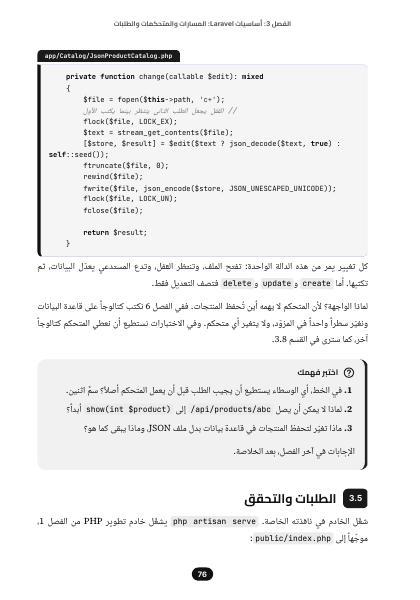 الفصل 3: أساسيات Laravel: المسارات والمتحكمات والطلبات
app/Catalog/JsonProductCatalog.php
private function change(callable $edit): mixed
{
$file = fopen($this->path, 'c+');
// القفل يجعل الطلب الثاني ينتظر بينما يكتب الأول
flock($file, LOCK_EX);
$text = stream_get_contents($file);
[$store, $result] = $edit($text ? json_decode($text, true) :
self::seed());
ftruncate($file, 0);
rewind($file);
fwrite($file, json_encode($store, JSON_UNESCAPED_UNICODE));
flock($file, LOCK_UN);
fclose($file);
return $result;
}
كل تغيير يمر من هذه الدالة الواحدة: تفتح الملف، وتنتظر القفل، وتدع المستدعي يعدّل البيانات، ثم
تكتبها. أما create و update و delete فتصف التعديل فقط.
لماذا الواجهة؟ لأن المتحكم لا يهمه أين تُحفظ المنتجات. ففي الفصل 6 تكتب كتالوجاً على قاعدة البيانات
وتغيّر سطراً واحداً في المزوّد، ولا يتغير أي متحكم. وفي الاختبارات نستطيع أن نعطي المتحكم كتالوجاً
آخر، كما سترى في القسم 3.8.
اختبر فهمك
1. في الخط، أي الوسطاء يستطيع أن يجيب الطلب قبل أن يعمل المتحكم أصلاً؟ سمِّ اثنين.
2. لماذا لا يمكن أن يصل /api/products/abc إلى show(int $product) أبداً؟
3. ماذا تغيّر لتحفظ المنتجات في قاعدة بيانات بدل ملف JSON، وماذا يبقى كما هو؟
الإجابات في آخر الفصل، بعد الخلاصة.
3.5 الطلبات والتحقق
شغّل الخادم في نافذته الخاصة. php artisan serve يشغّل خادم تطوير PHP من الفصل 1،
موجّهاً إلى public/index.php:
76